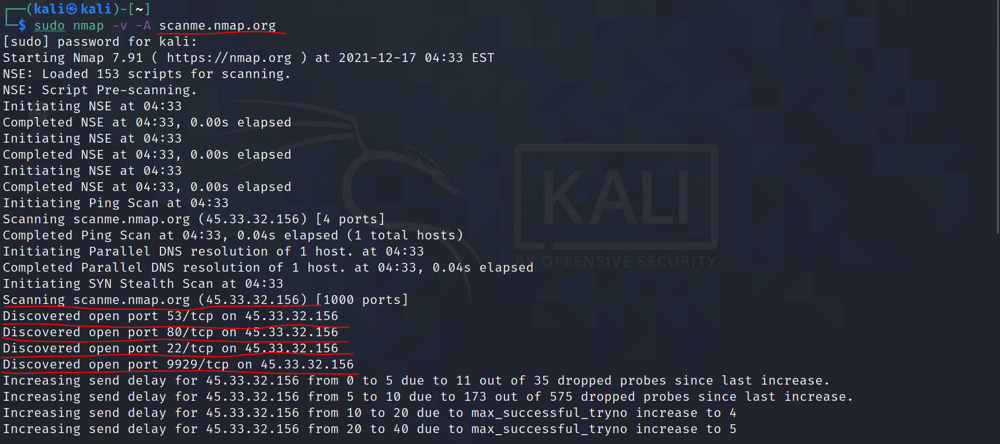 ┌──(kali㉿kali)-[~]
└─$ sudo nmap -v -A scanme.nmap.org
[sudo] password for kali:
Starting Nmap 7.91 ( https://nmap.org ) at 2021-12-17 04:33 EST
NSE: Loaded 153 scripts for scanning.
NSE: Script Pre-scanning.
Initiating NSE at 04:33
Completed NSE at 04:33, 0.00s elapsed
Initiating NSE at 04:33
Completed NSE at 04:33, 0.00s elapsed
Initiating NSE at 04:33
Completed NSE at 04:33, 0.00s elapsed
Initiating Ping Scan at 04:33
Scanning scanme.nmap.org (45.33.32.156) [4 ports]
Completed Ping Scan at 04:33, 0.04s elapsed (1 total hosts)
Initiating Parallel DNS resolution of 1 host. at 04:33
Completed Parallel DNS resolution of 1 host. at 04:33, 0.04s elapsed
Initiating SYN Stealth Scan at 04:33
Scanning scanme.nmap.org (45.33.32.156) [1000 ports]
Discovered open port 53/tcp on 45.33.32.156
Discovered open port 80/tcp on 45.33.32.156
Discovered open port 22/tcp on 45.33.32.156
Discovered open port 9929/tcp on 45.33.32.156
Increasing send delay for 45.33.32.156 from 0 to 5 due to 11 out of 35 dropped probes since last increase.
Increasing send delay for 45.33.32.156 from 5 to 10 due to 173 out of 575 dropped probes since last increase.
Increasing send delay for 45.33.32.156 from 10 to 20 due to max_successful_tryno increase to 4
Increasing send delay for 45.33.32.156 from 20 to 40 due to max_successful_tryno increase to 5
KALI
BY OFFENSIVE SECURITY